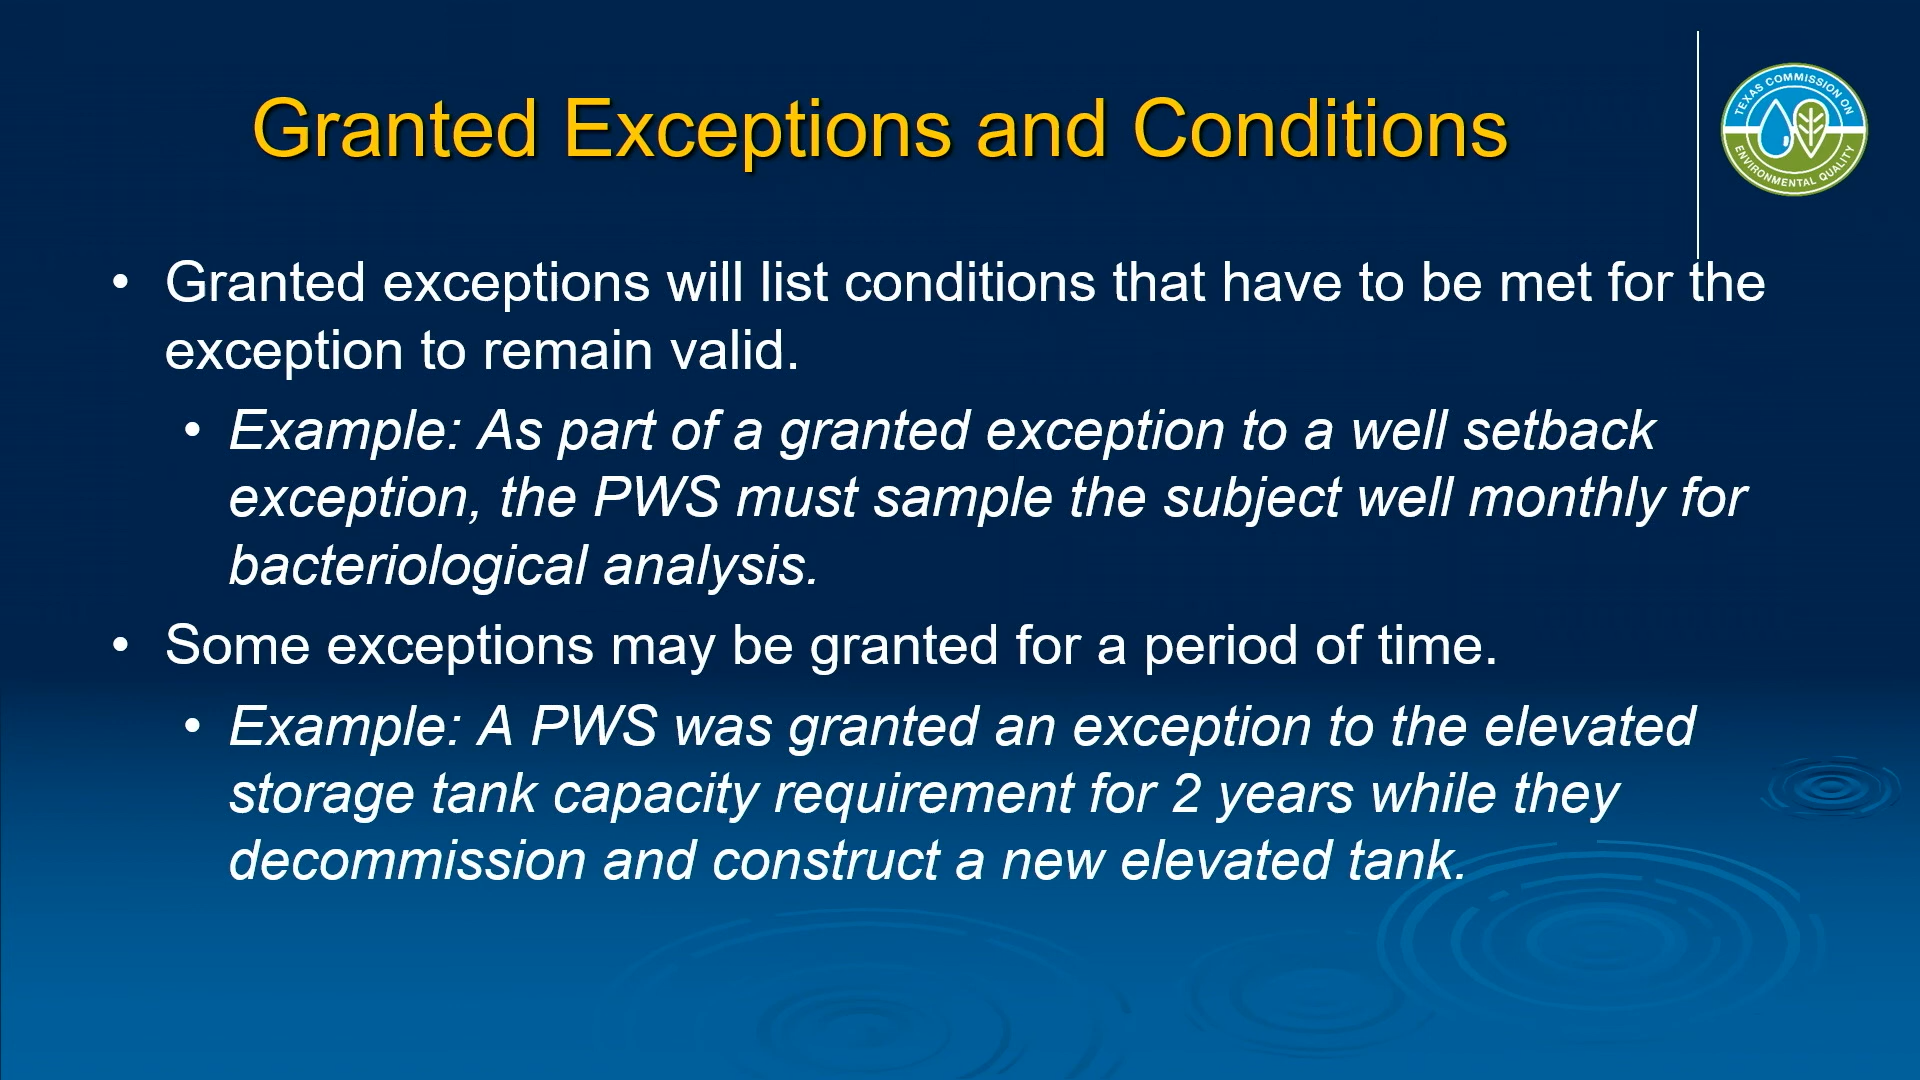 Granted Exceptions and Conditions
TEXAS COMMISSION ON
ENVIRONMENTAL QUALITY
• Granted exceptions will list conditions that have to be met for the
exception to remain valid.
• Example: As part of a granted exception to a well setback
exception, the PWS must sample the subject well monthly for
bacteriological analysis.
• Some exceptions may be granted for a period of time.
• Example: A PWS was granted an exception to the elevated
storage tank capacity requirement for 2 years while they
decommission and construct a new elevated tank.